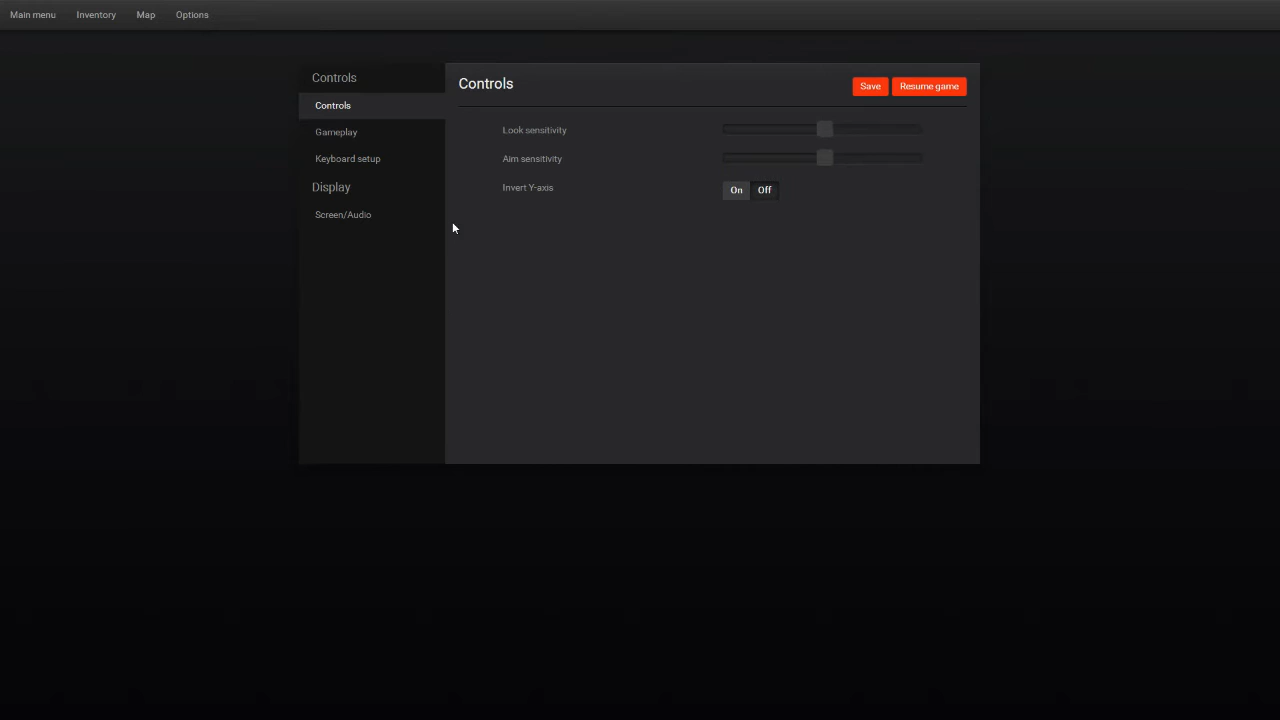 Main menu Inventory Map Options
Controls
Controls
Gameplay
Keyboard setup
Display
Screen/Audio
Controls
Save Resume game
Look sensitivity
Aim sensitivity
Invert Y-axis On Off